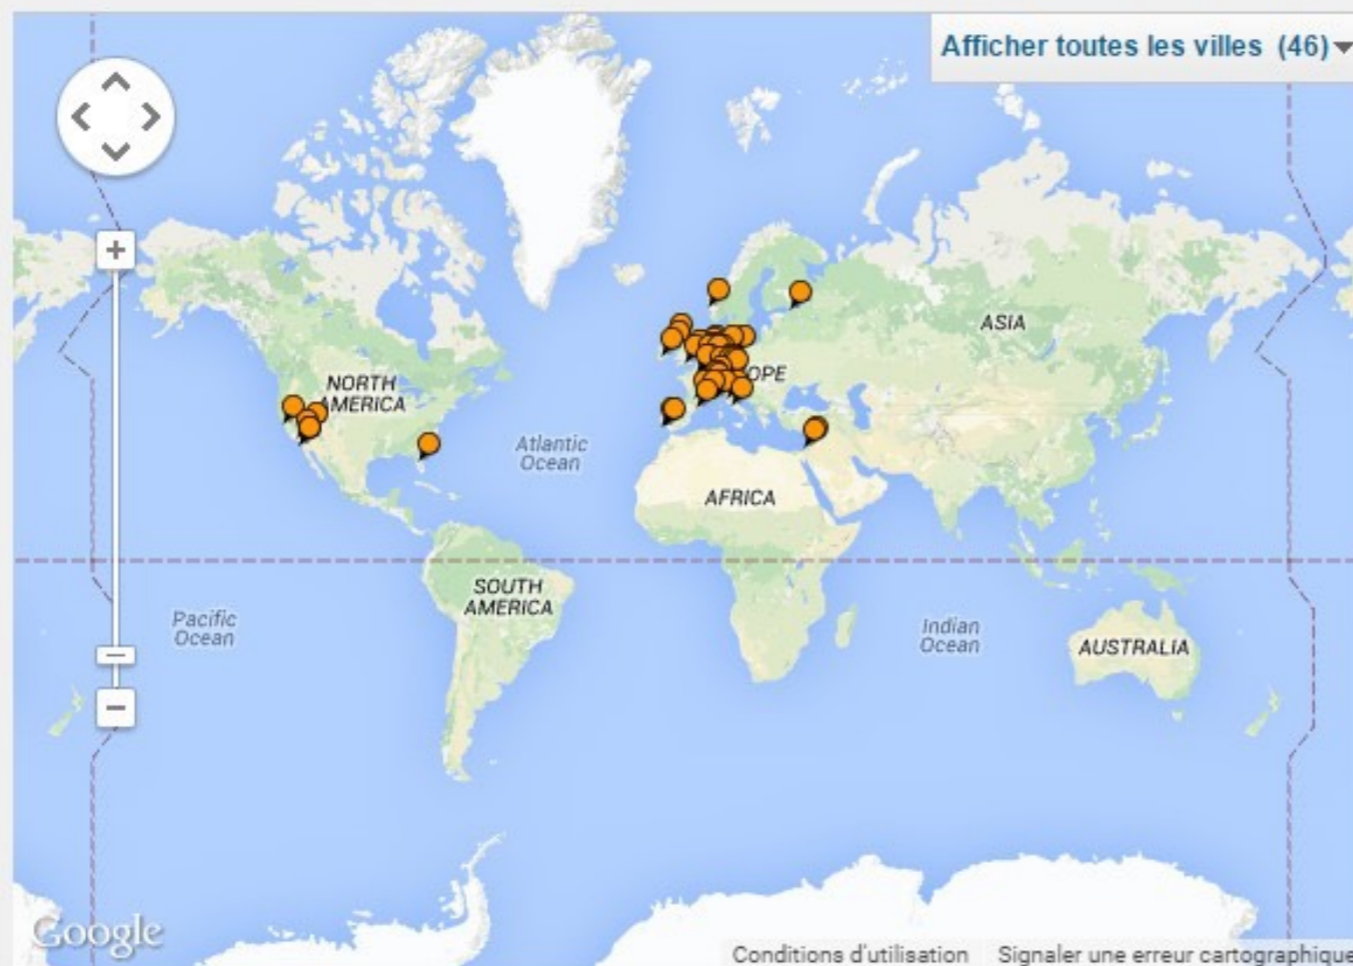 Afficher toutes les villes (46)
ASIA
NORTH
AMERICA
OPE
Atlantic
Ocean
AFRICA
SOUTH
AMERICA
Pacific
Ocean
Indian
Ocean
AUSTRALIA
Google
Conditions d'utilisation Signaler une erreur cartographique